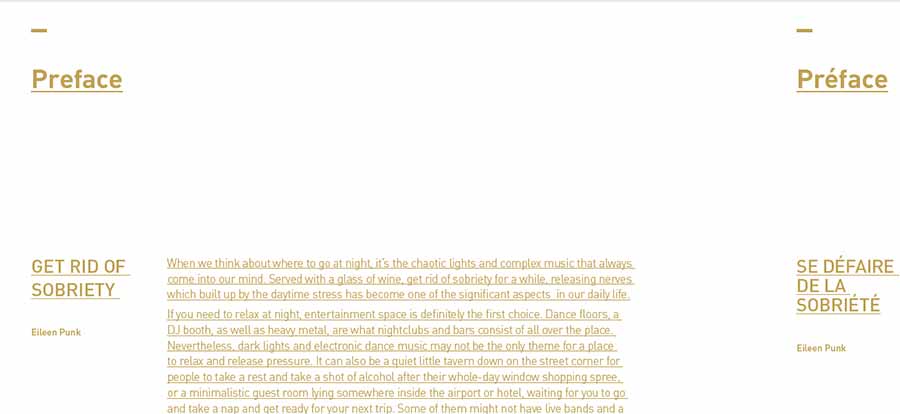 Preface
GET RID OF
SOBRIETY
Eileen Punk
When we think about where to go at night, it's the chaotic lights and complex music that always
come into our mind. Served with a glass of wine, get rid of sobriety for a while, releasing nerves
which built up by the daytime stress has become one of the significant aspects in our daily life.
If you need to relax at night, entertainment space is definitely the first choice. Dance floors, a
DJ booth, as well as heavy metal, are what nightclubs and bars consist of all over the place.
Nevertheless, dark lights and electronic dance music may not be the only theme for a place
to relax and release pressure. It can also be a quiet little tavern down on the street corner for
people to take a rest and take a shot of alcohol after their whole-day window shopping spree,
or a minimalistic guest room lying somewhere inside the airport or hotel, waiting for you to go
and take a nap and get ready for your next trip. Some of them might not have live bands and a
Préface
SE DÉFAIRE
DE LA
SOBRIÉTÉ
Eileen Punk